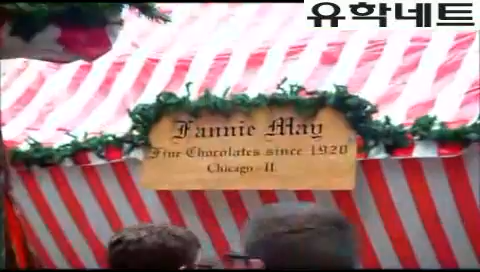 유학네트
Fannie May
Fine Chocolates since 1920
Chicago - Il.